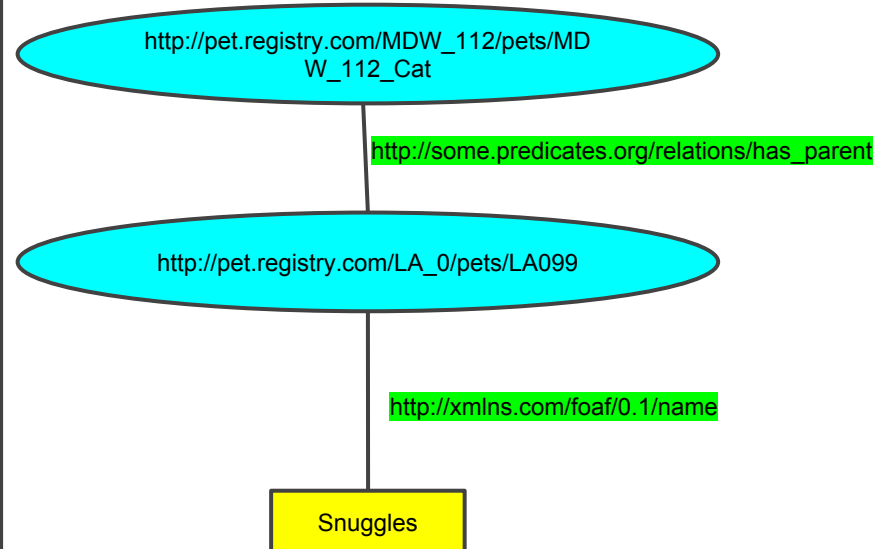 http://pet.registry.com/MDW_112/pets/MD
W_112_Cat
http://some.predicates.org/relations/has_parent
http://pet.registry.com/LA_0/pets/LA099
http://xmlns.com/foaf/0.1/name
Snuggles